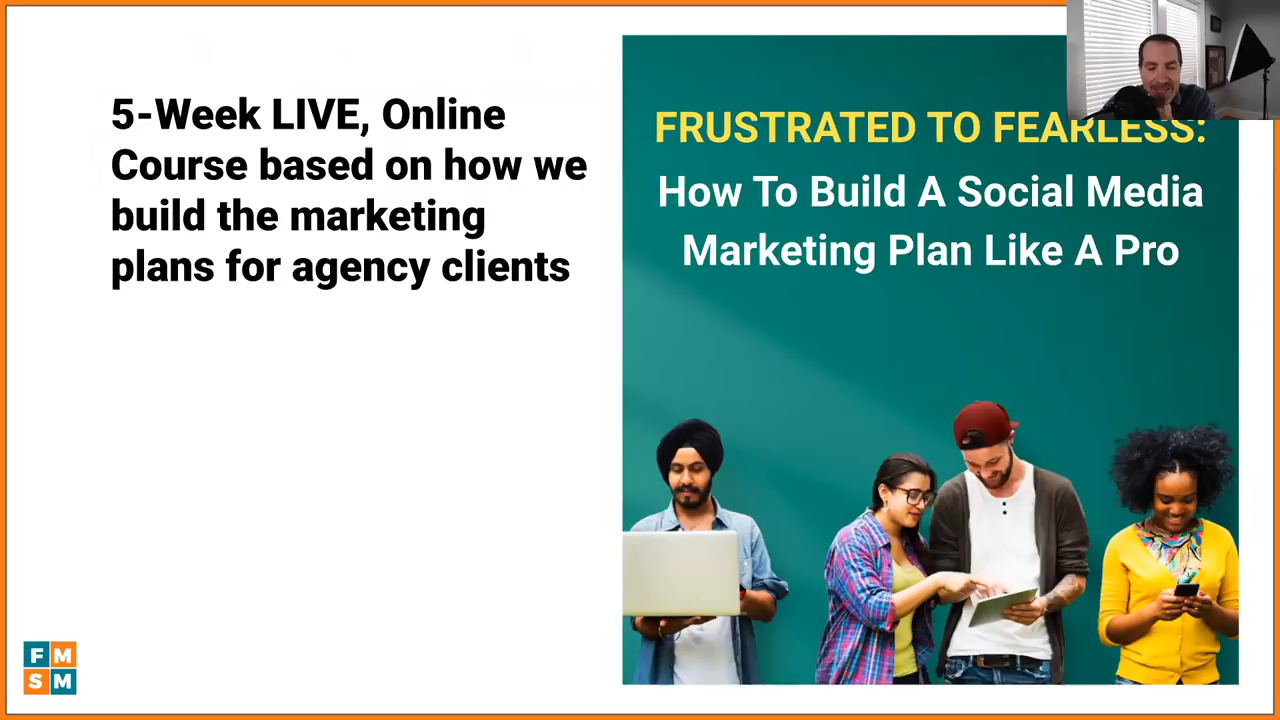 5-Week LIVE, Online
Course based on how we
build the marketing
plans for agency clients
FRUSTRATED TO FEARLESS:
How To Build A Social Media
Marketing Plan Like A Pro
F M
S M